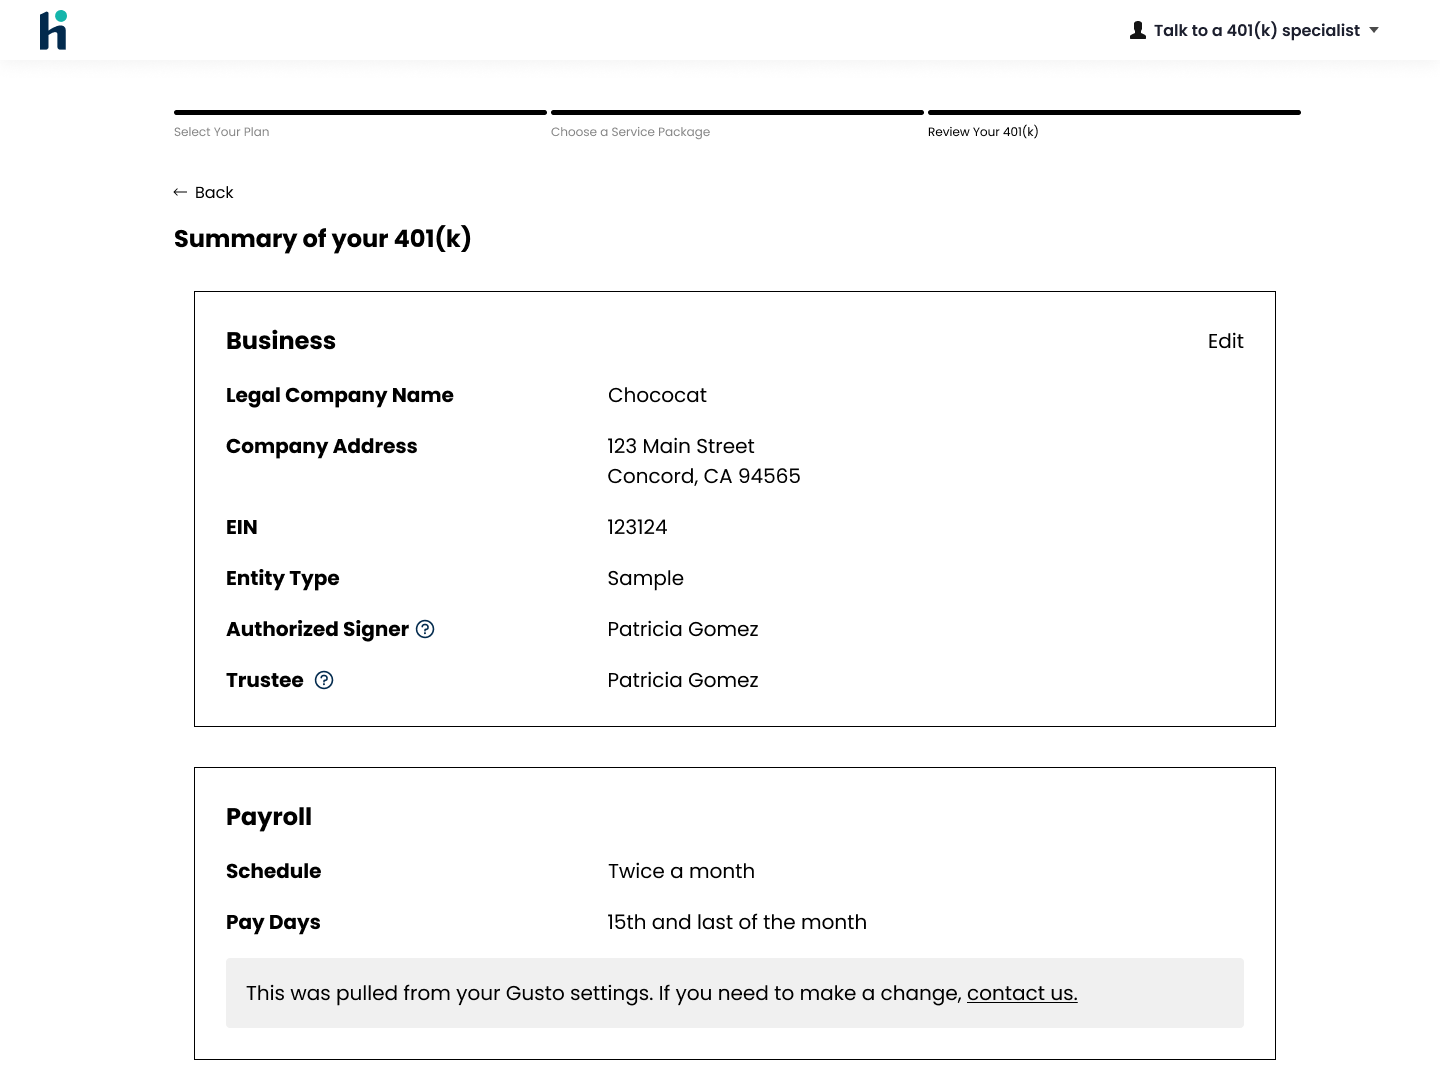 hi
Talk to a 401(k) specialist
Select Your Plan
Choose a Service Package
Review Your 401(k)
← Back
Summary of your 401(k)
Business
Edit
Legal Company Name
Chococat
Company Address
123 Main Street
Concord, CA 94565
EIN
123124
Entity Type
Sample
Authorized Signer ?
Patricia Gomez
Trustee ?
Patricia Gomez
Payroll
Schedule
Twice a month
Pay Days
15th and last of the month
This was pulled from your Gusto settings. If you need to make a change, contact us.